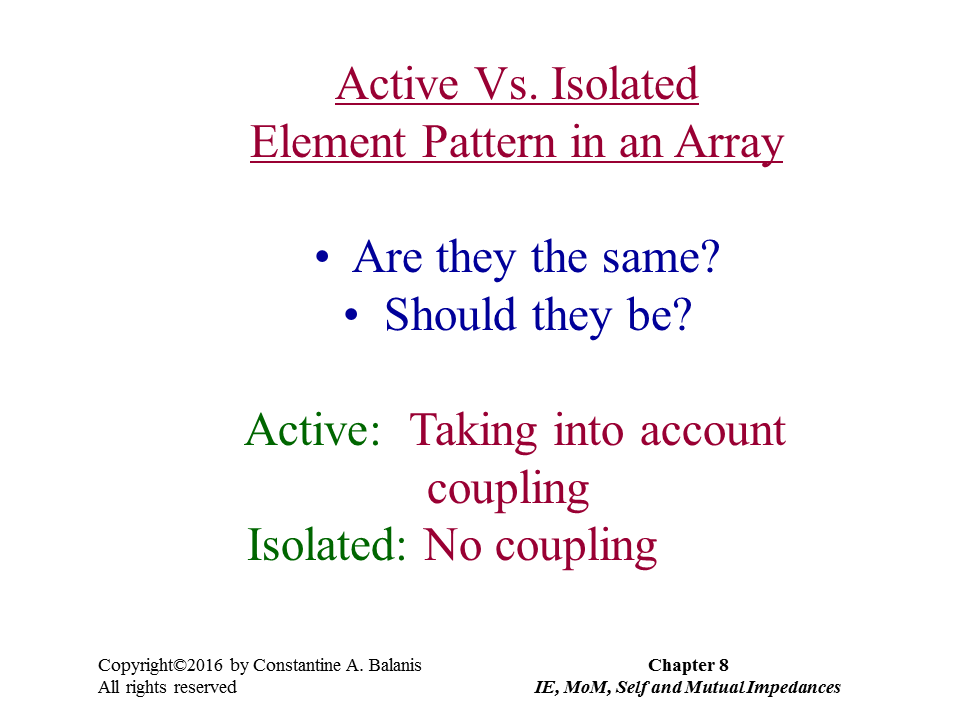 Active Vs. Isolated
Element Pattern in an Array
• Are they the same?
• Should they be?
Active: Taking into account
coupling
Isolated: No coupling
Copyright©2016 by Constantine A. Balanis
All rights reserved
Chapter 8
IE, MoM, Self and Mutual Impedances